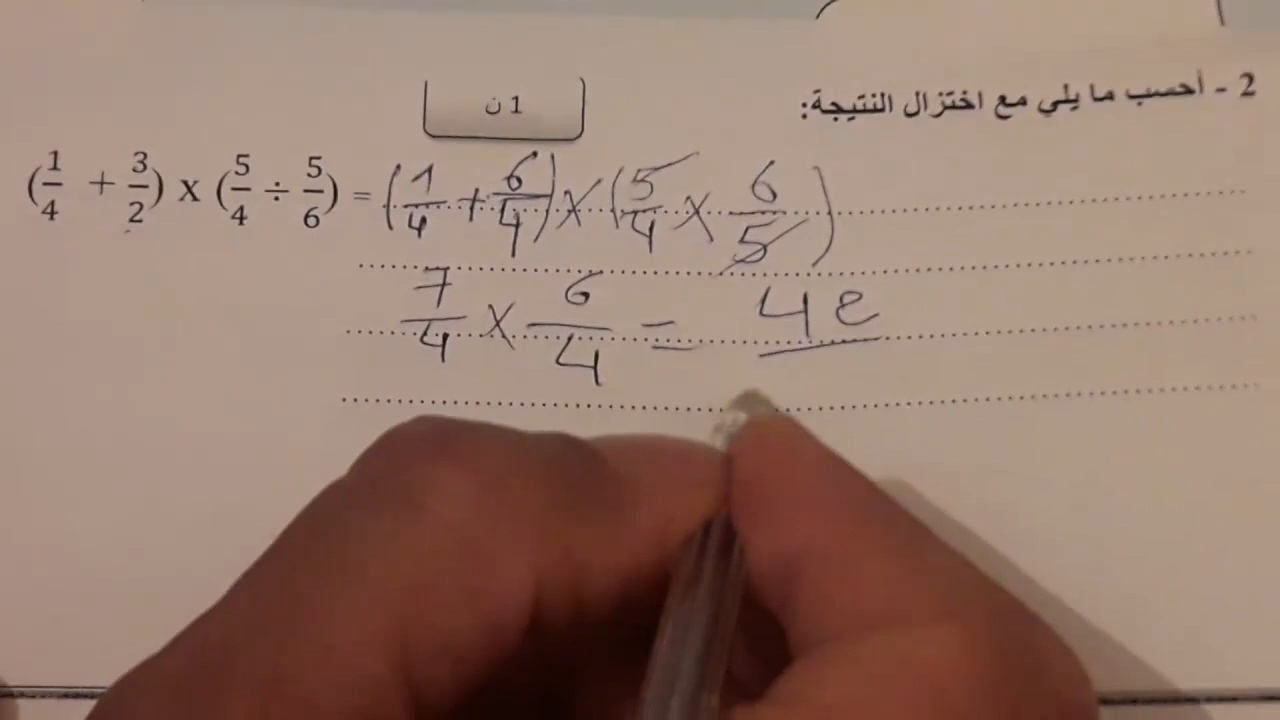 2 - أحسب ما يلي مع اختزال النتيجة:
1 ن
(1/4 + 3/2) x (5/4 ÷ 5/6) = (1/4 + 6/4) x (5/4 x 6/5)
7/4 x 6/4 = 42